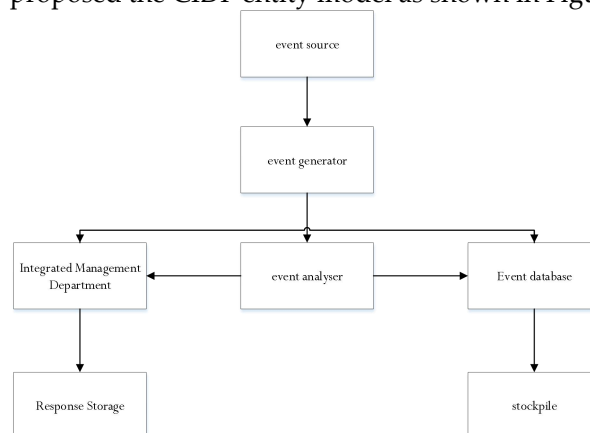 proposed the CIDF entity model as shown in Figu
event source
event generator
Integrated Management
Department
event analyser
Event database
Response Storage
stockpile